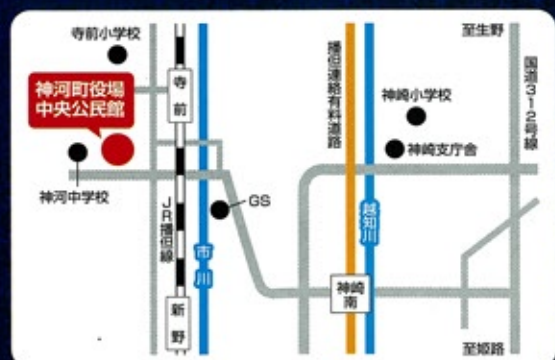 寺前小学校
神河町役場
中央公民館
神河中学校
寺前
JR播但線
新野
市川
GS
播但連絡有料道路
越知川
神崎南
神崎小学校
神崎支庁舎
至生野
国道312号線
至姫路